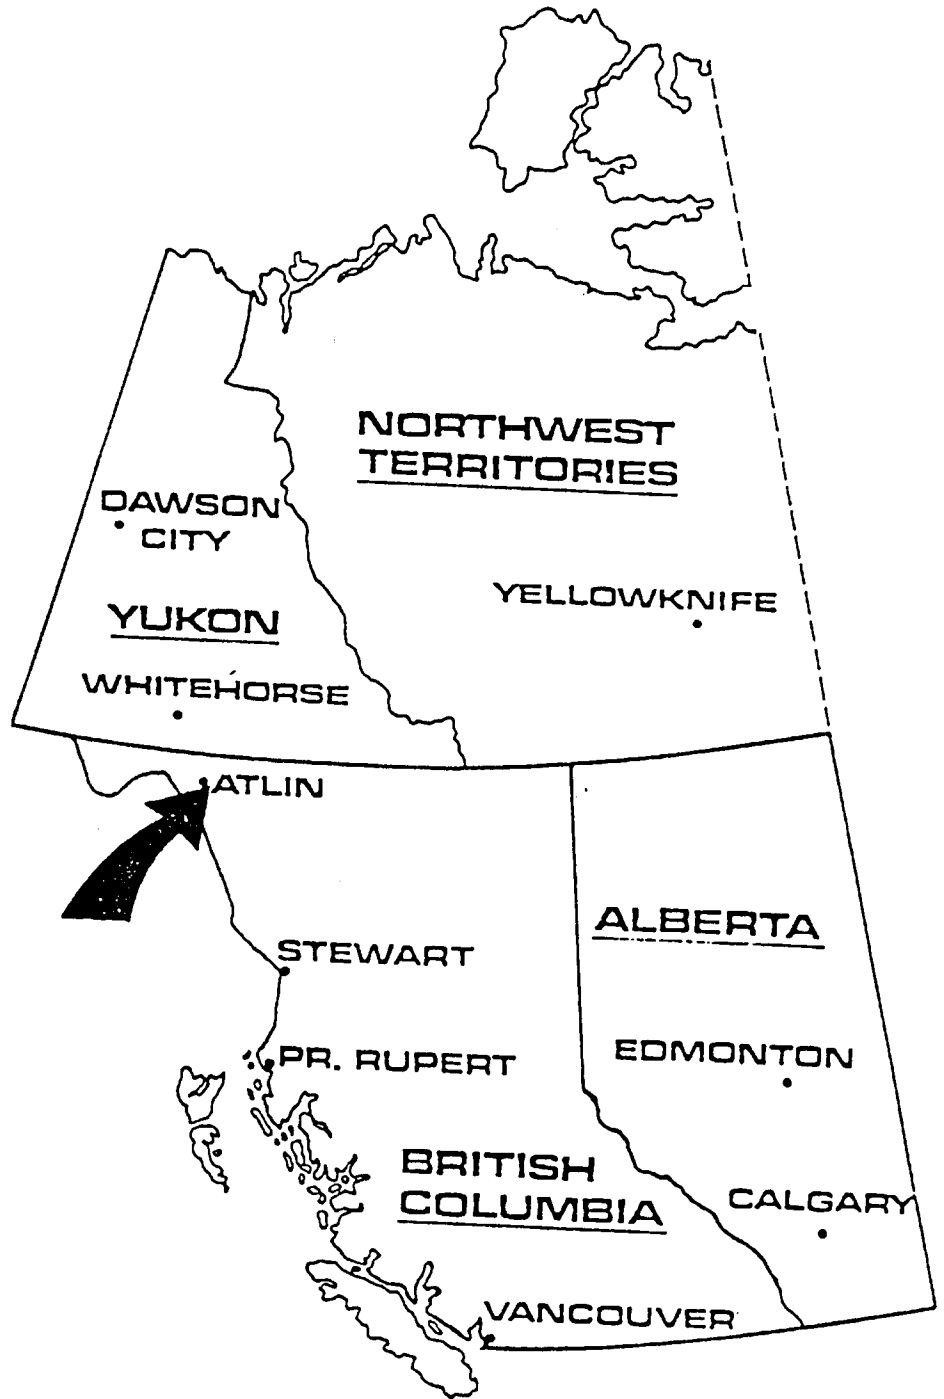 NORTHWEST
TERRITORIES
DAWSON
CITY
YELLOWKNIFE
YUKON
WHITEHORSE
ATLIN
ALBERTA
STEWART
EDMONTON
PR. RUPERT
BRITISH
COLUMBIA
CALGARY
VANCOUVER